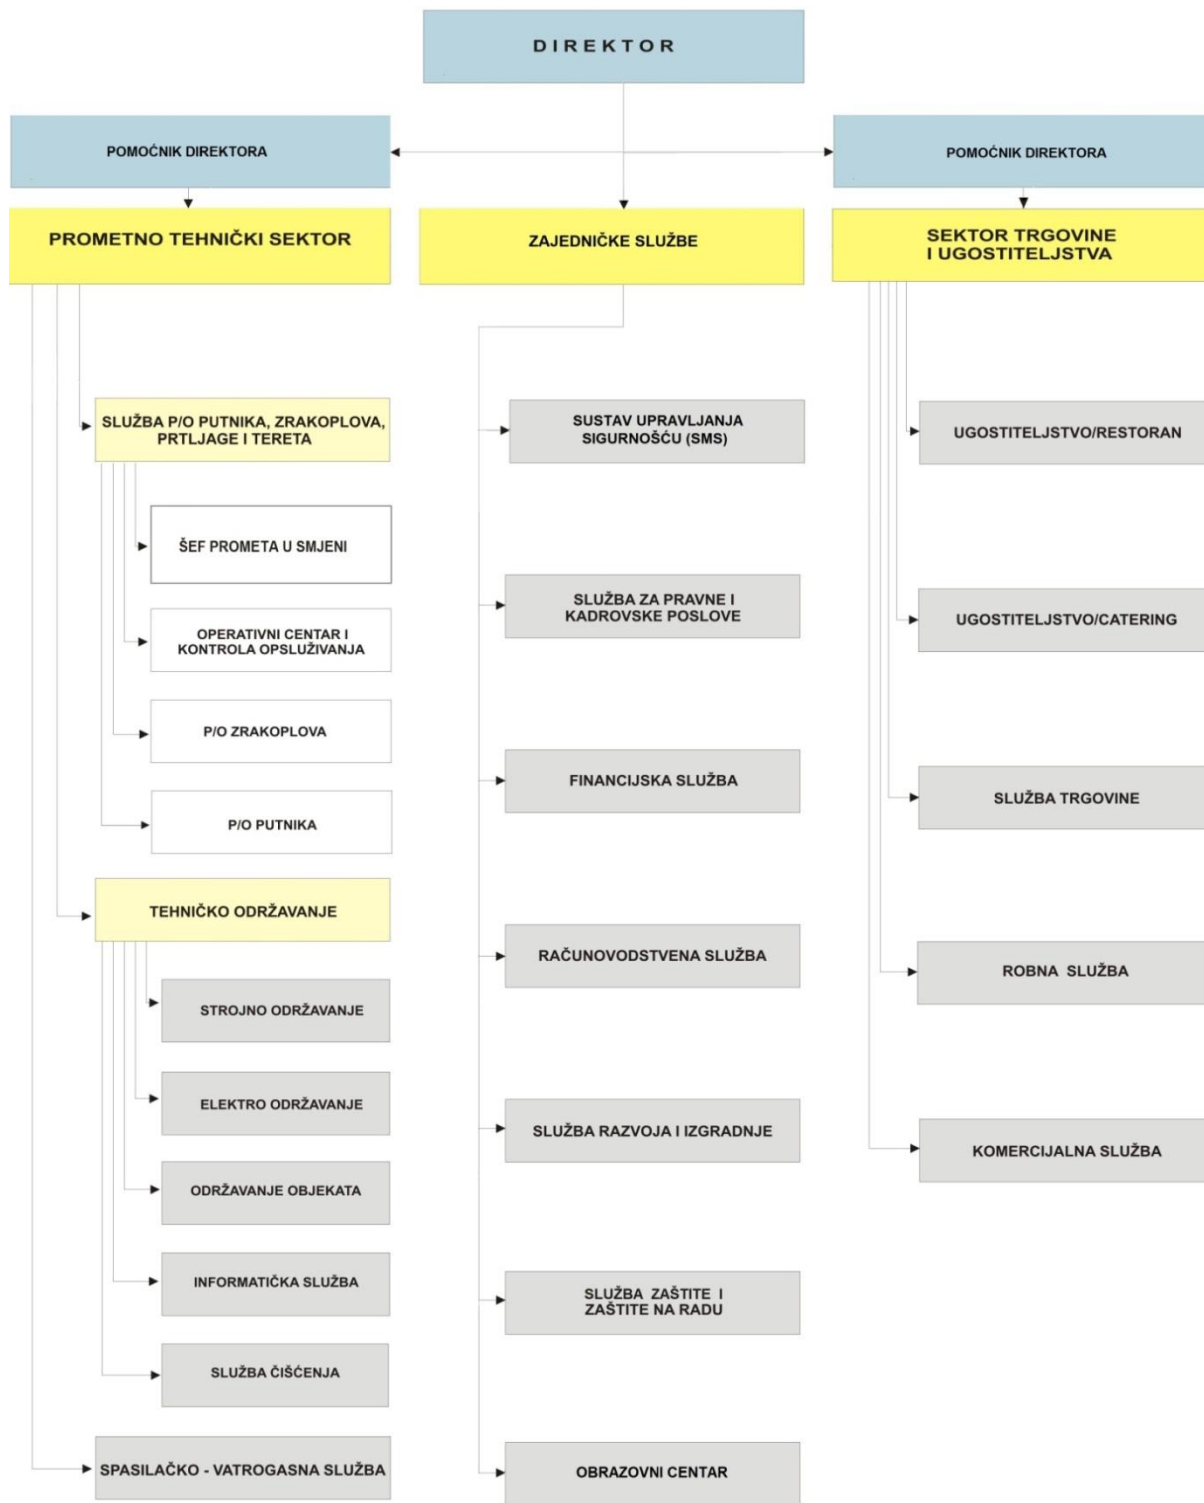 DIREKTOR
POMOĆNIK DIREKTORA
POMOĆNIK DIREKTORA
PROMETNO TEHNIČKI SEKTOR
ZAJEDNIČKE SLUŽBE
SEKTOR TRGOVINE
I UGOSTITELJSTVA
SLUŽBA P/O PUTNIKA, ZRAKOPLOVA,
PRTLJAGE I TERETA
ŠEF PROMETA U SMJENI
OPERATIVNI CENTAR I
KONTROLA OPSLUŽIVANJA
P/O ZRAKOPLOVA
P/O PUTNIKA
TEHNIČKO ODRŽAVANJE
STROJNO ODRŽAVANJE
ELEKTRO ODRŽAVANJE
ODRŽAVANJE OBJEKATA
INFORMATIČKA SLUŽBA
SLUŽBA ČIŠĆENJA
SPASILAČKO - VATROGASNA SLUŽBA
SUSTAV UPRAVLJANJA
SIGURNOŠĆU (SMS)
SLUŽBA ZA PRAVNE I
KADROVSKE POSLOVE
FINANCIJSKA SLUŽBA
RAČUNOVODSTVENA SLUŽBA
SLUŽBA RAZVOJA I IZGRADNJE
SLUŽBA ZAŠTITE I
ZAŠTITE NA RADU
OBRAZOVNI CENTAR
UGOSTITELJSTVO/RESTORAN
UGOSTITELJSTVO/CATERING
SLUŽBA TRGOVINE
ROBNA SLUŽBA
KOMERCIJALNA SLUŽBA